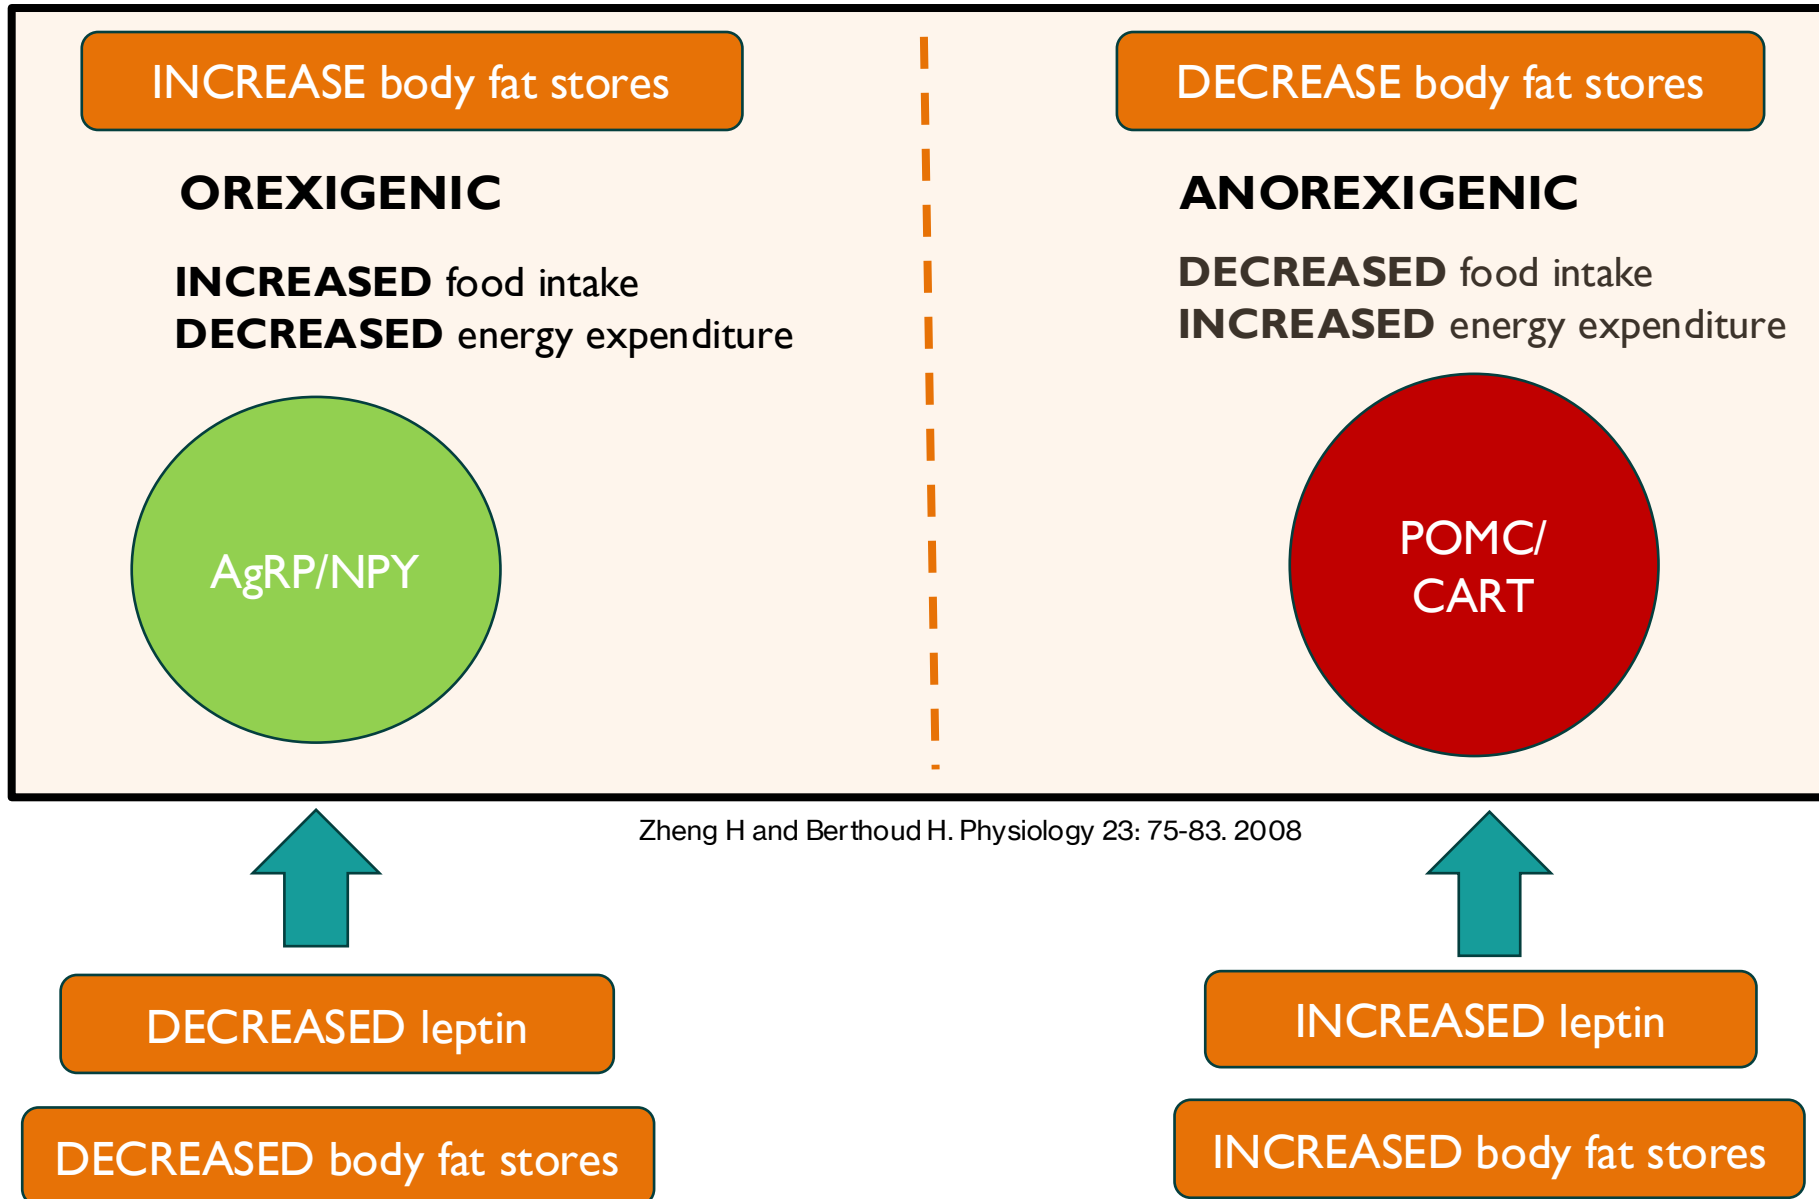 INCREASE body fat stores
OREXIGENIC
INCREASED food intake
DECREASED energy expenditure
AgRP/NPY
DECREASE body fat stores
ANOREXIGENIC
DECREASED food intake
INCREASED energy expenditure
POMC/
CART
Zheng H and Berthoud H. Physiology 23: 75-83. 2008
DECREASED leptin
DECREASED body fat stores
INCREASED leptin
INCREASED body fat stores